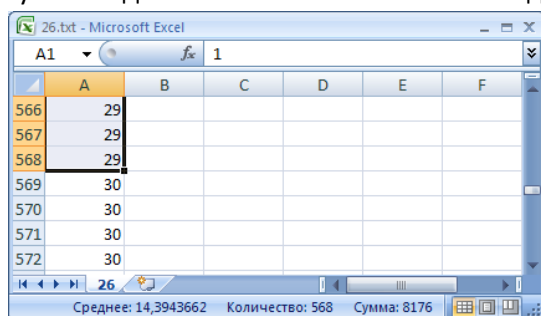 26.txt - Microsoft Excel
A1 fx 1
A B C D E F
566 29
567 29
568 29
569 30
570 30
571 30
572 30
26
Среднее: 14,3943662 Количество: 568 Сумма: 8176